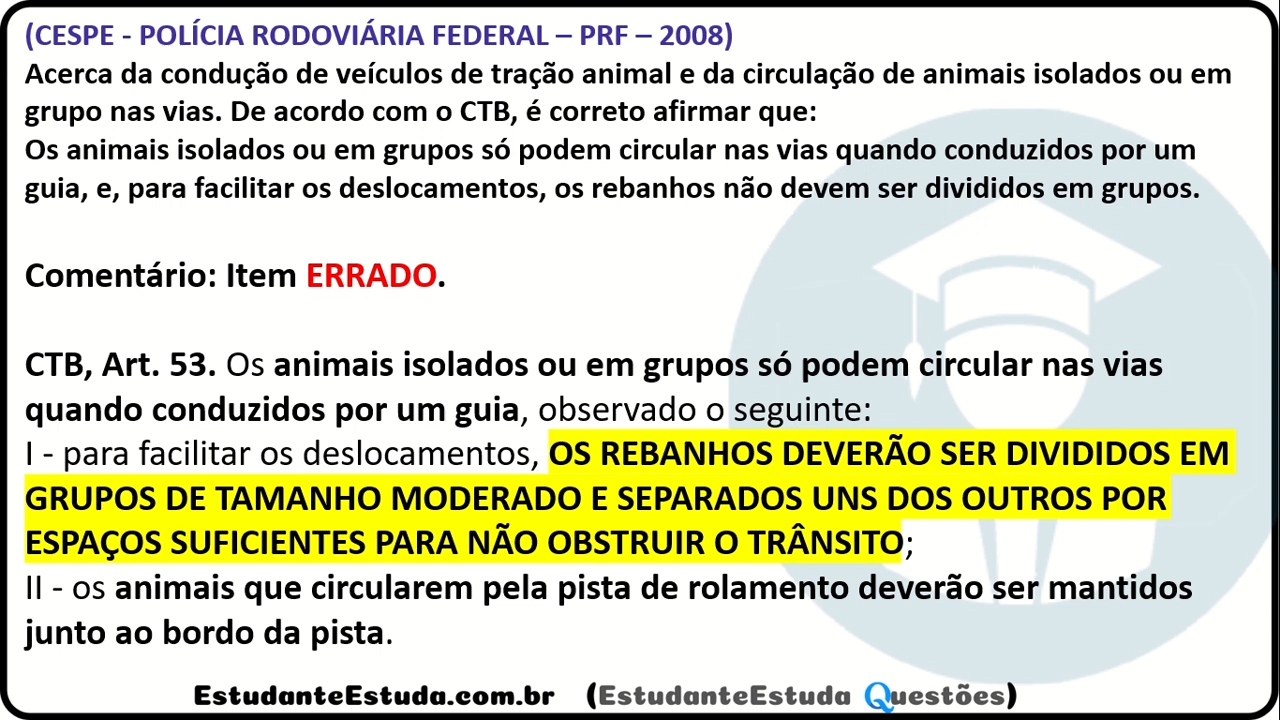 (CESPE - POLÍCIA RODOVIÁRIA FEDERAL – PRF – 2008)
Acerca da condução de veículos de tração animal e da circulação de animais isolados ou em
grupo nas vias. De acordo com o CTB, é correto afirmar que:
Os animais isolados ou em grupos só podem circular nas vias quando conduzidos por um
guia, e, para facilitar os deslocamentos, os rebanhos não devem ser divididos em grupos.
Comentário: Item ERRADO.
CTB, Art. 53. Os animais isolados ou em grupos só podem circular nas vias
quando conduzidos por um guia, observado o seguinte:
I - para facilitar os deslocamentos, OS REBANHOS DEVERÃO SER DIVIDIDOS EM
GRUPOS DE TAMANHO MODERADO E SEPARADOS UNS DOS OUTROS POR
ESPAÇOS SUFICIENTES PARA NÃO OBSTRUIR O TRÂNSITO;
II - os animais que circularem pela pista de rolamento deverão ser mantidos
junto ao bordo da pista.
EstudanteEstuda.com.br (EstudanteEstuda Questões)